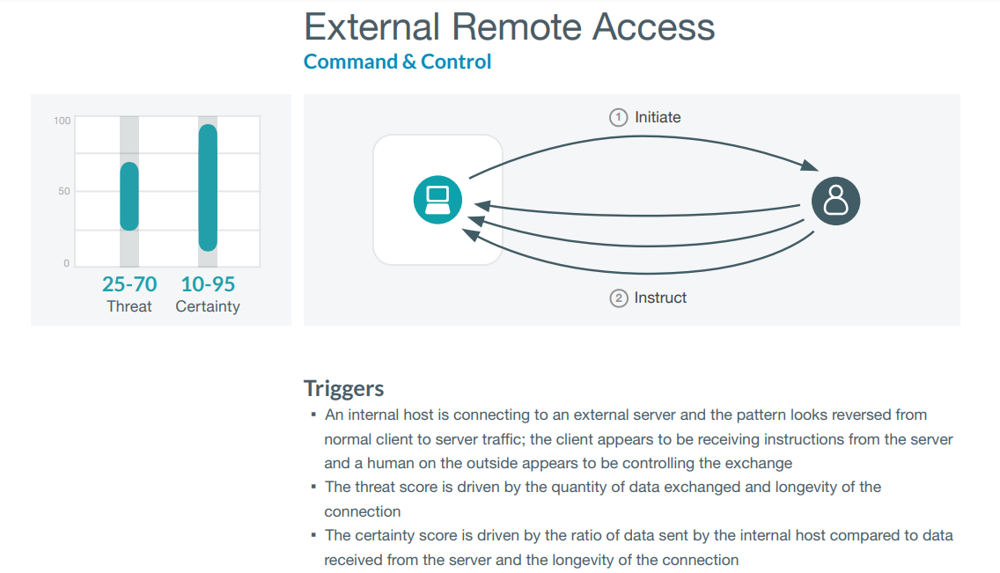 External Remote Access
Command & Control
100
50
0
25-70
Threat
10-95
Certainty
1 Initiate
2 Instruct
Triggers
▪ An internal host is connecting to an external server and the pattern looks reversed from
normal client to server traffic; the client appears to be receiving instructions from the server
and a human on the outside appears to be controlling the exchange
▪ The threat score is driven by the quantity of data exchanged and longevity of the
connection
▪ The certainty score is driven by the ratio of data sent by the internal host compared to data
received from the server and the longevity of the connection